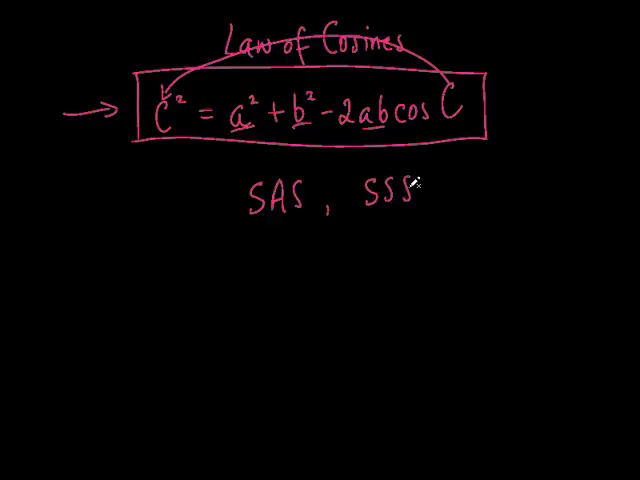 Law of Cosines
c² = a² + b² - 2ab cos C
SAS, SSS